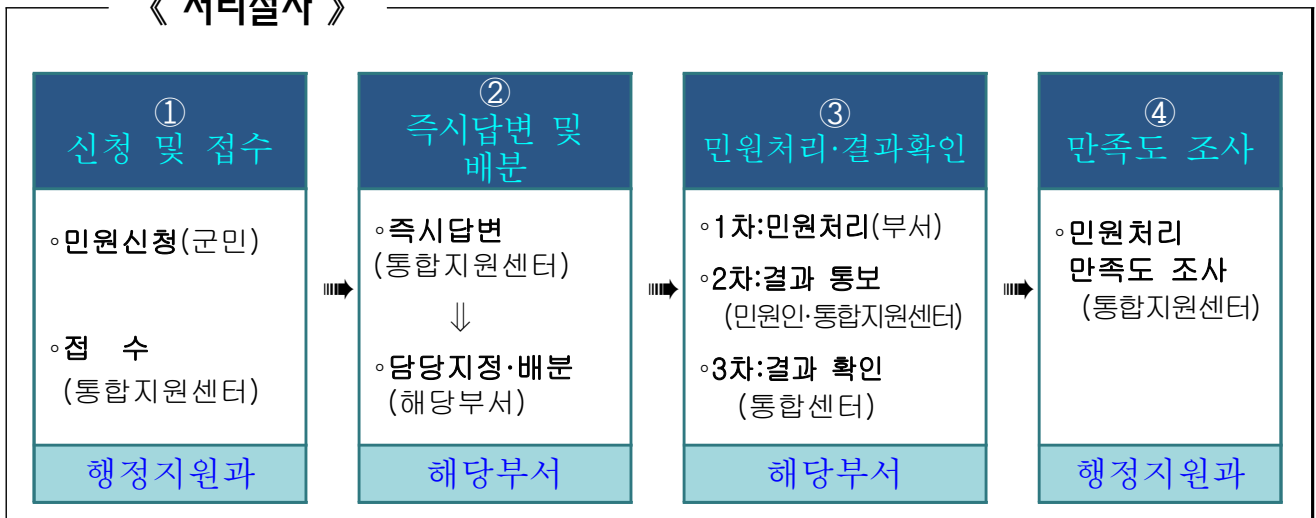 《 처리절차 》
①
신청 및 접수
◦민원신청(군민)
◦접 수
(통합지원센터)
행정지원과
②
즉시답변 및
배분
◦즉시답변
(통합지원센터)
⇓
◦담당지정·배분
(해당부서)
해당부서
③
민원처리·결과확인
◦1차:민원처리(부서)
◦2차:결과 통보
(민원인·통합지원센터)
◦3차:결과 확인
(통합센터)
해당부서
④
만족도 조사
◦민원처리
만족도 조사
(통합지원센터)
행정지원과